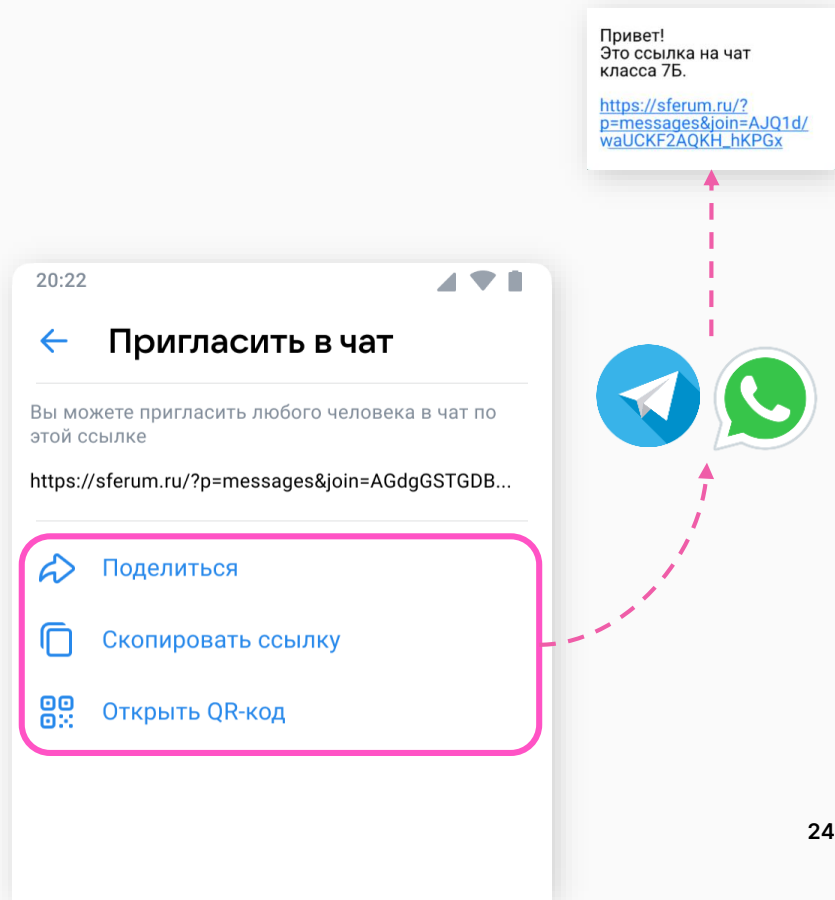 Привет!
Это ссылка на чат
класса 7Б.
https://sferum.ru/?
p=messages&join=AJQ1d/
waUCKF2AQKH_hKPGx
20:22
Пригласить в чат
Вы можете пригласить любого человека в чат по
этой ссылке
https://sferum.ru/?p=messages&join=AGdgGSTGDB...
Поделиться
Скопировать ссылку
Открыть QR-код
24